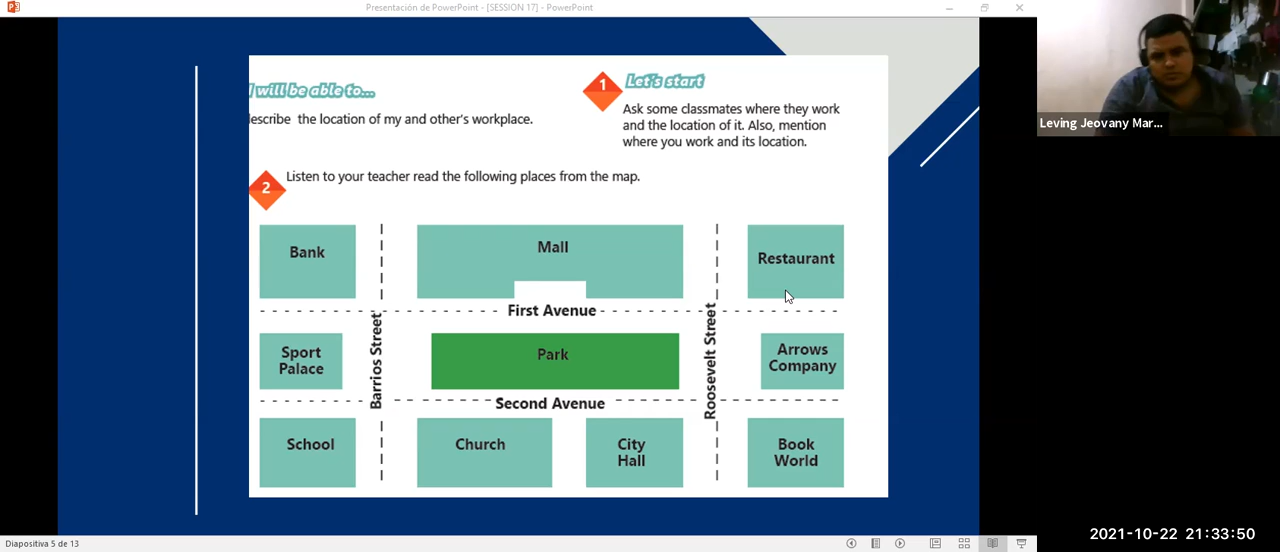 Presentación de PowerPoint - [SESSION 17] - PowerPoint
I will be able to...
describe the location of my and other's workplace.
1
Let's start
Ask some classmates where they work
and the location of it. Also, mention
where you work and its location.
2
Listen to your teacher read the following places from the map.
Bank
Mall
Restaurant
First Avenue
Sport
Palace
Barrios Street
Park
Roosevelt Street
Arrows
Company
Second Avenue
School
Church
City
Hall
Book
World
Leving Jeovany Mar...
2021-10-22 21:33:50
Diapositiva 5 de 13